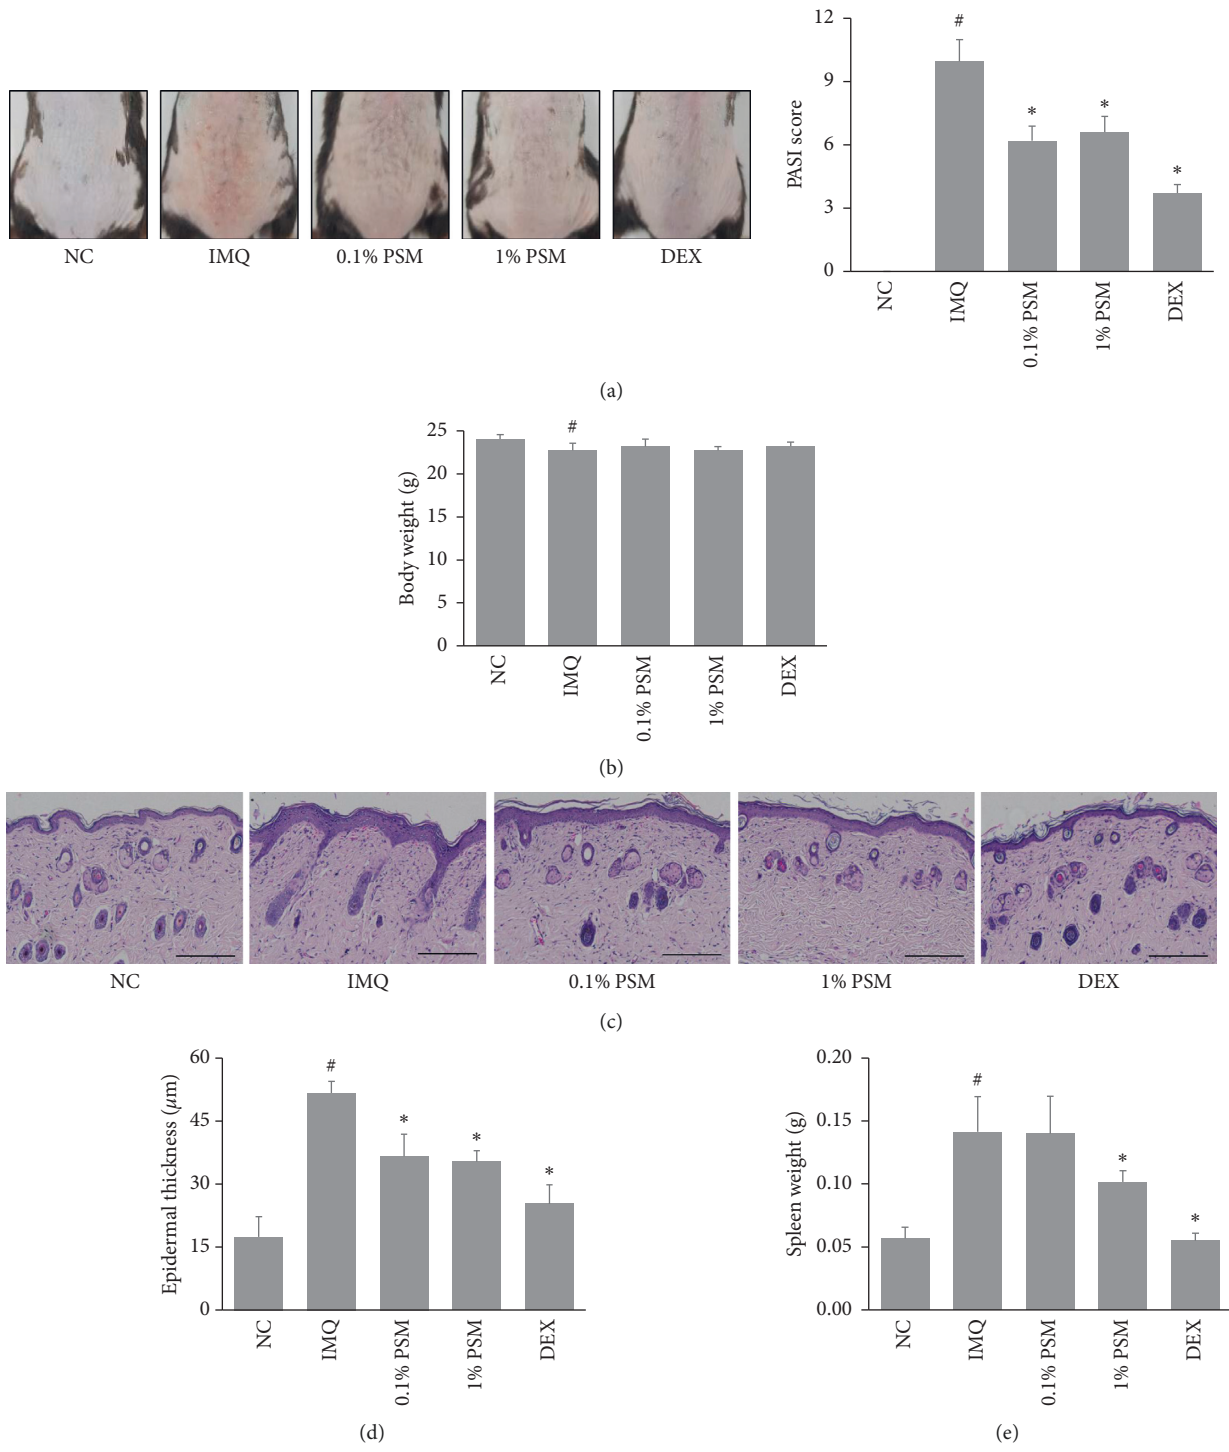 NC
IMQ
0.1% PSM
1% PSM
DEX
PASI score
12
9
6
3
0
#
*
*
*
NC
IMQ
0.1% PSM
1% PSM
DEX
(a)
Body weight (g)
25
20
15
10
5
0
#
NC
IMQ
0.1% PSM
1% PSM
DEX
(b)
NC
IMQ
0.1% PSM
1% PSM
DEX
(c)
Epidermal thickness (μm)
60
45
30
15
0
#
*
*
*
NC
IMQ
0.1% PSM
1% PSM
DEX
(d)
Spleen weight (g)
0.20
0.15
0.10
0.05
0.00
#
*
*
NC
IMQ
0.1% PSM
1% PSM
DEX
(e)